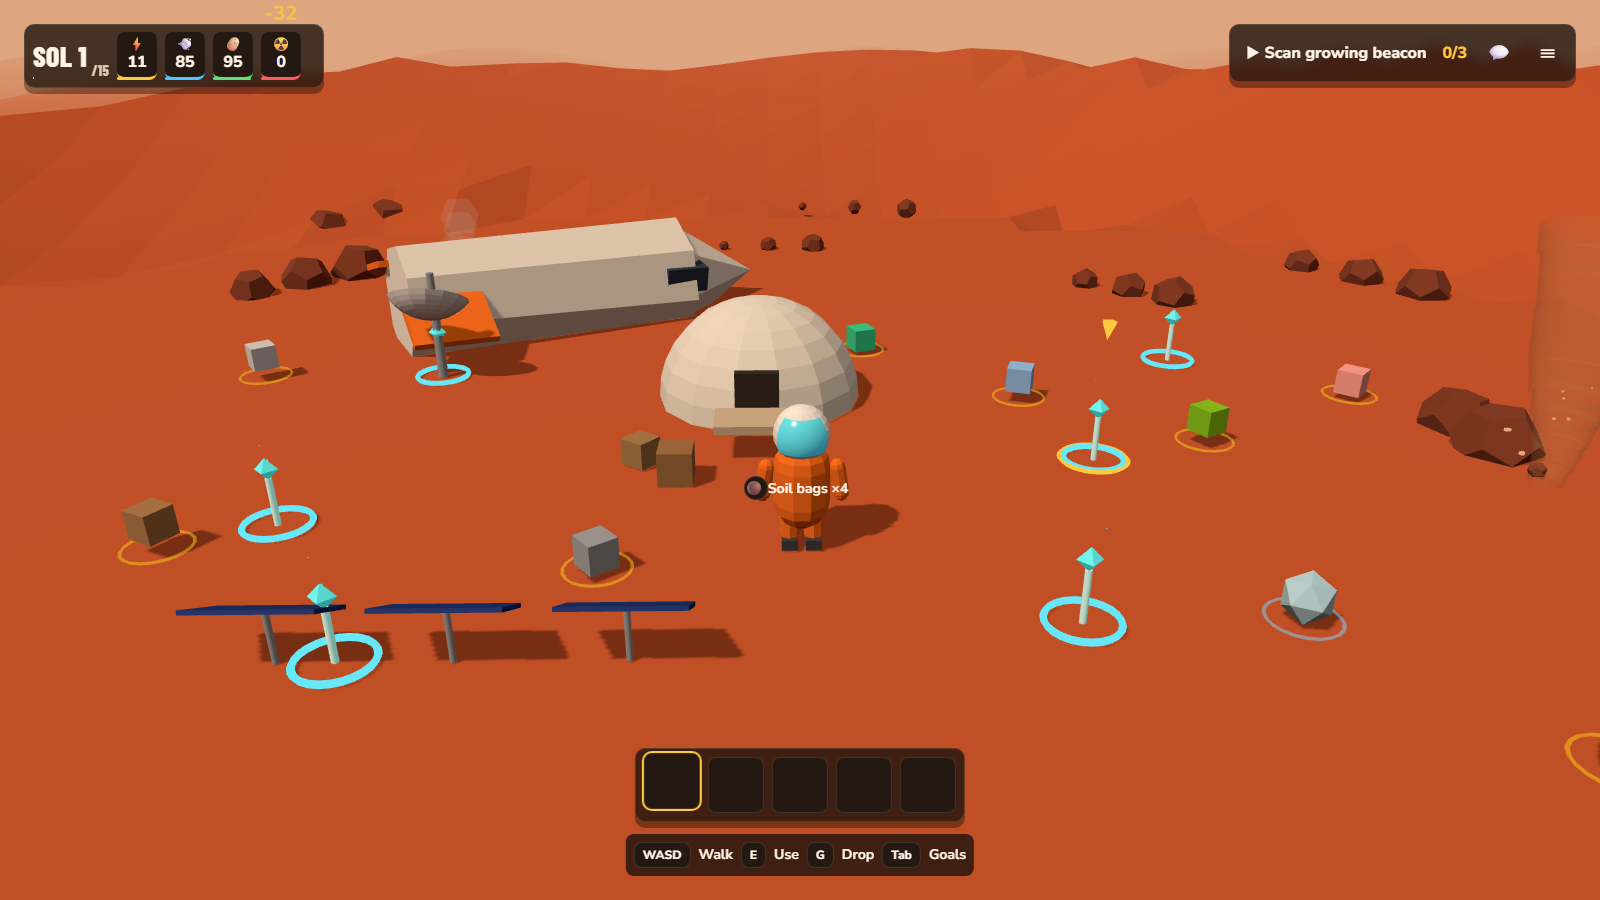 -32
SOL 1 /15
11 85 95 0
▶ Scan growing beacon 0/3
Soil bags ×4
WASD Walk E Use G Drop Tab Goals